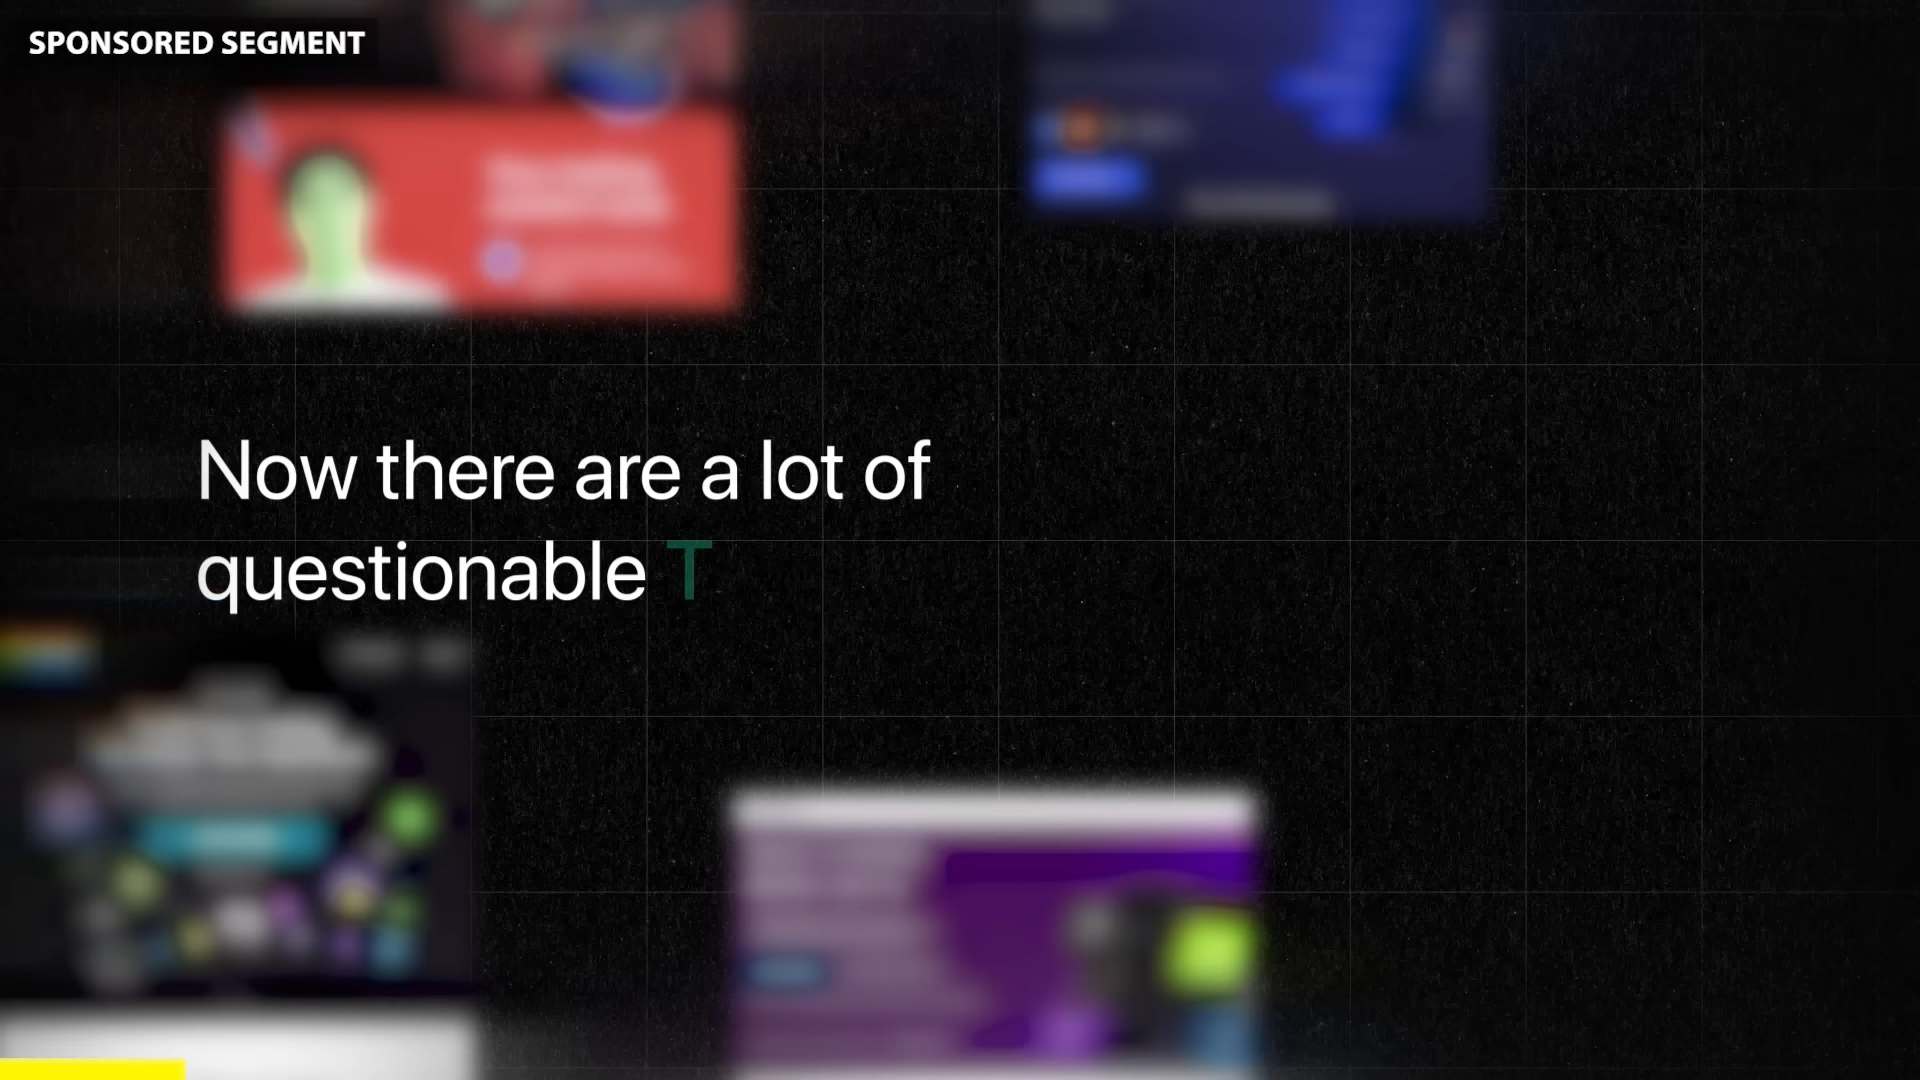 SPONSORED SEGMENT
Now there are a lot of
questionable T